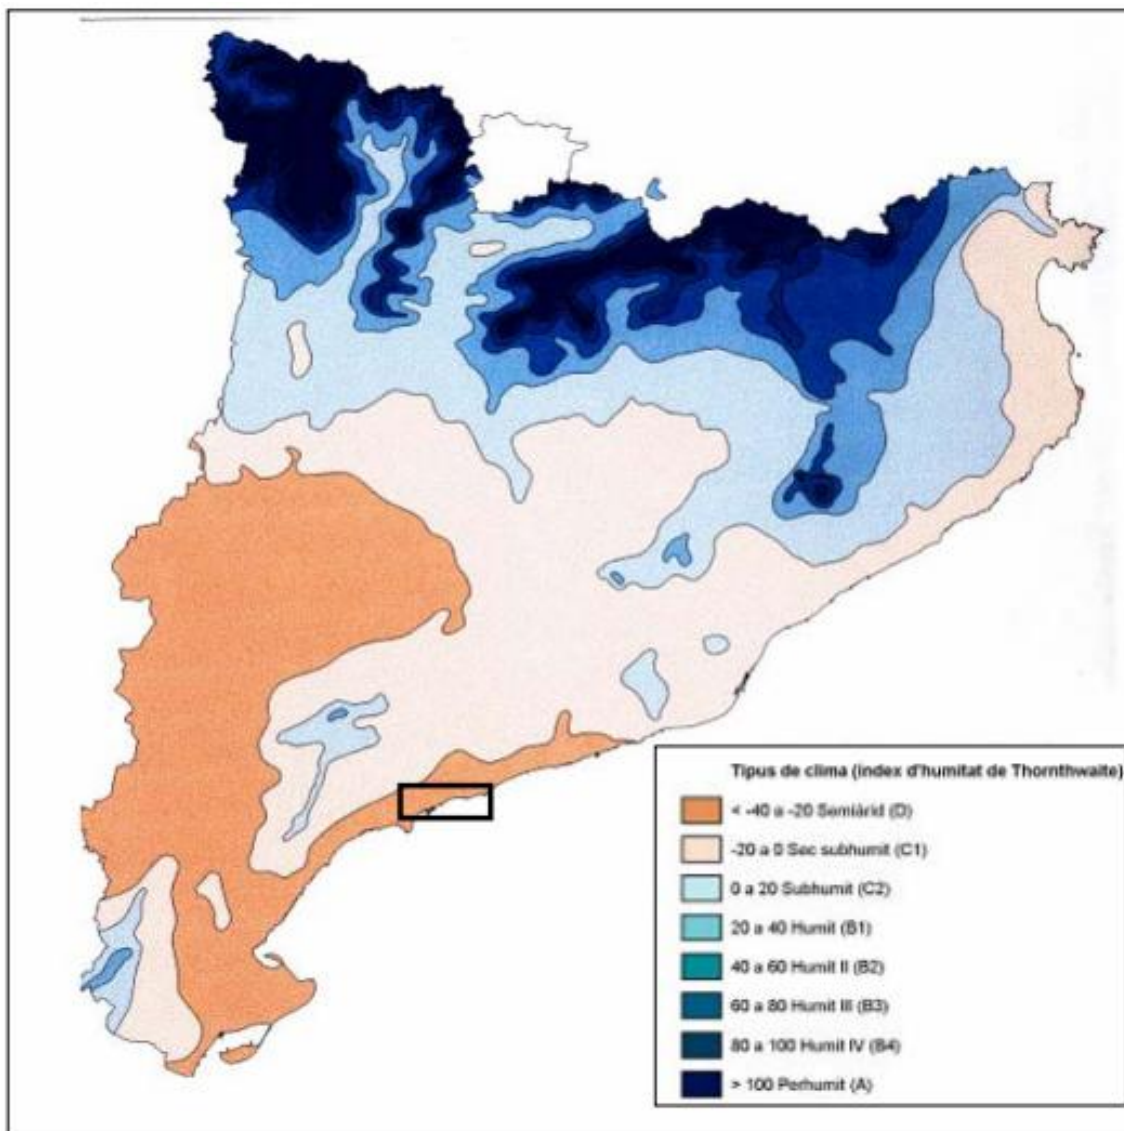 Tipus de clima (índex d'humitat de Thornthwaite)
< -40 a -20 Semiàrid (D)
-20 a 0 Sec subhumit (C1)
0 a 20 Subhumit (C2)
20 a 40 Humit (B1)
40 a 60 Humit II (B2)
60 a 80 Humit III (B3)
80 a 100 Humit IV (B4)
> 100 Perhumit (A)